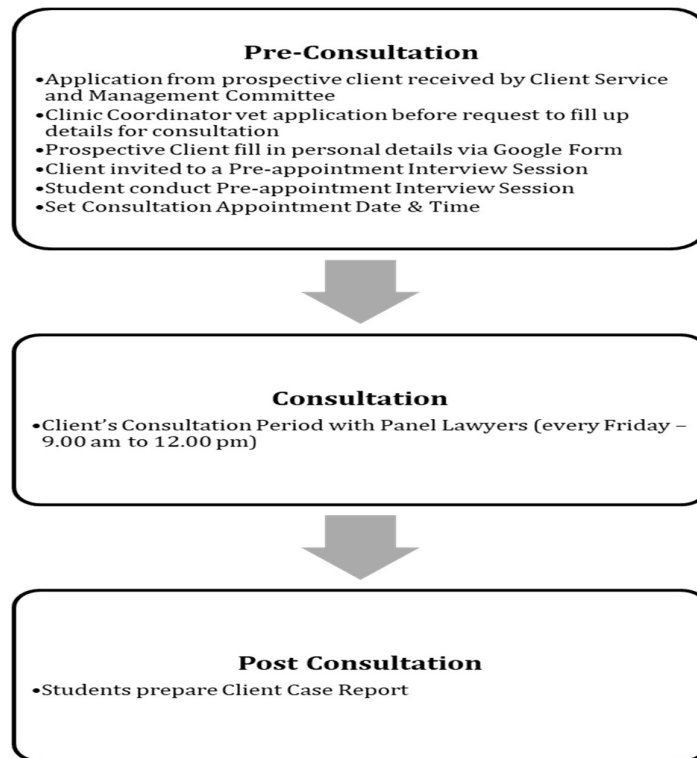 Pre-Consultation
•Application from prospective client received by Client Service
and Management Committee
•Clinic Coordinator vet application before request to fill up
details for consultation
•Prospective Client fill in personal details via Google Form
•Client invited to a Pre-appointment Interview Session
•Student conduct Pre-appointment Interview Session
•Set Consultation Appointment Date & Time
Consultation
•Client’s Consultation Period with Panel Lawyers (every Friday –
9.00 am to 12.00 pm)
Post Consultation
•Students prepare Client Case Report